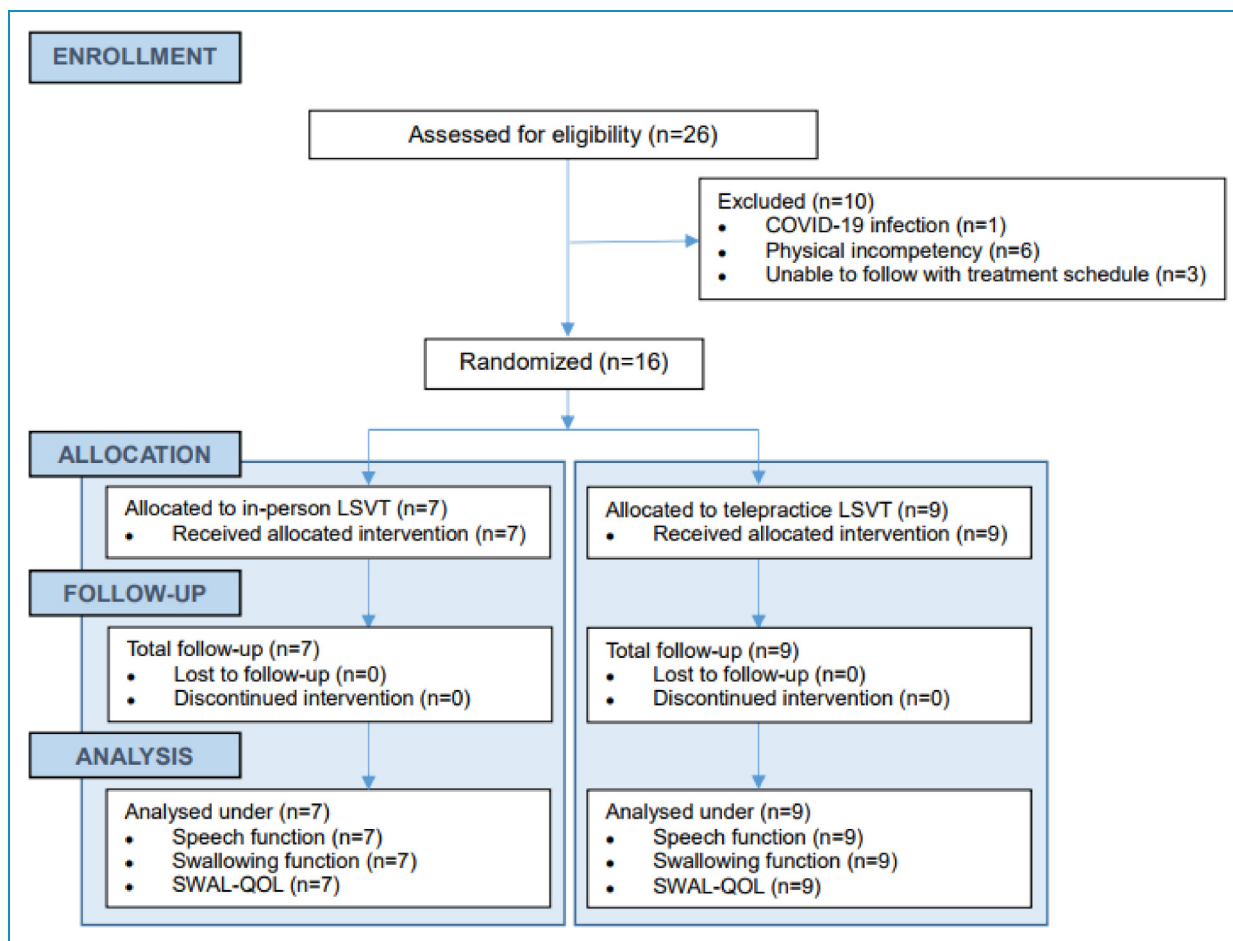 ENROLLMENT
Assessed for eligibility (n=26)
Excluded (n=10)
• COVID-19 infection (n=1)
• Physical incompetency (n=6)
• Unable to follow with treatment schedule (n=3)
Randomized (n=16)
ALLOCATION
Allocated to in-person LSVT (n=7)
• Received allocated intervention (n=7)
Allocated to telepractice LSVT (n=9)
• Received allocated intervention (n=9)
FOLLOW-UP
Total follow-up (n=7)
• Lost to follow-up (n=0)
• Discontinued intervention (n=0)
Total follow-up (n=9)
• Lost to follow-up (n=0)
• Discontinued intervention (n=0)
ANALYSIS
Analysed under (n=7)
• Speech function (n=7)
• Swallowing function (n=7)
• SWAL-QOL (n=7)
Analysed under (n=9)
• Speech function (n=9)
• Swallowing function (n=9)
• SWAL-QOL (n=9)